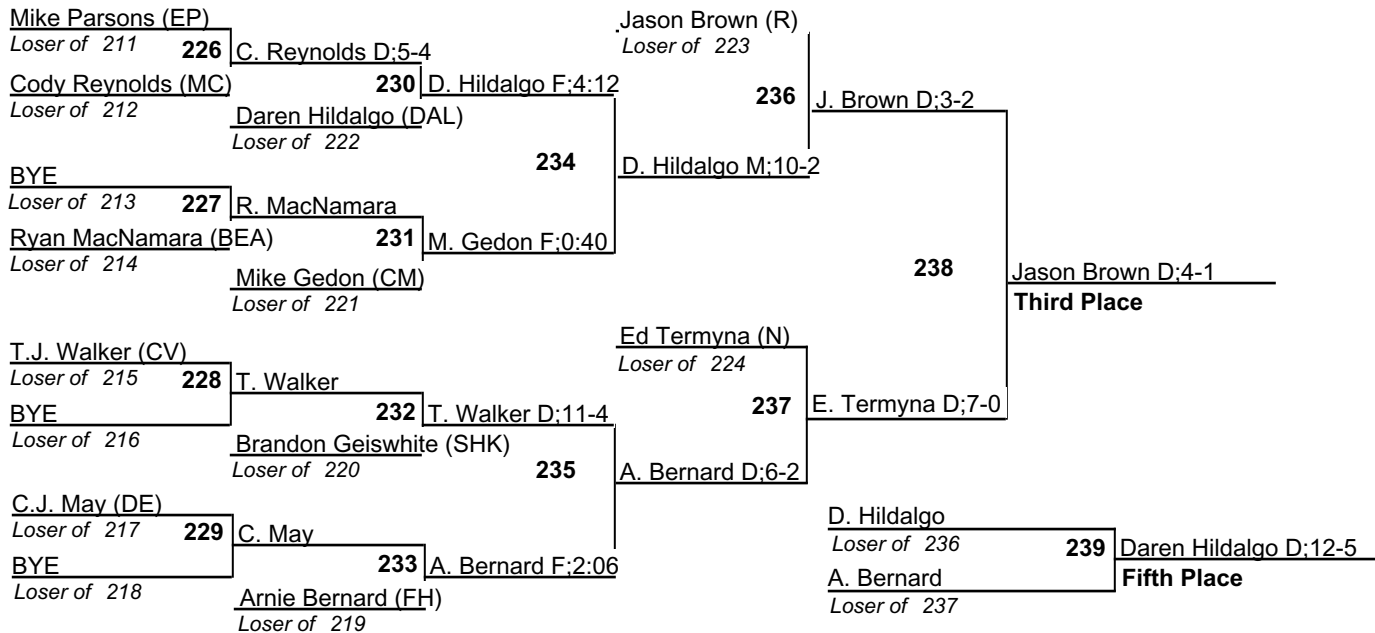 Mike Parsons (EP)
Loser of 211
226
C. Reynolds D;5-4
Cody Reynolds (MC)
Loser of 212
230
D. Hildalgo F;4:12
Daren Hildalgo (DAL)
Loser of 222
BYE
Loser of 213
227
R. MacNamara
Ryan MacNamara (BEA)
Loser of 214
231
M. Gedon F;0:40
Mike Gedon (CM)
Loser of 221
234
D. Hildalgo M;10-2
Jason Brown (R)
Loser of 223
236
J. Brown D;3-2
T.J. Walker (CV)
Loser of 215
228
T. Walker
BYE
Loser of 216
232
T. Walker D;11-4
Brandon Geiswhite (SHK)
Loser of 220
C.J. May (DE)
Loser of 217
229
C. May
BYE
Loser of 218
233
A. Bernard F;2:06
Arnie Bernard (FH)
Loser of 219
235
A. Bernard D;6-2
Ed Termyna (N)
Loser of 224
237
E. Termyna D;7-0
238
Jason Brown D;4-1
Third Place
D. Hildalgo
Loser of 236
239
Daren Hildalgo D;12-5
A. Bernard
Fifth Place
Loser of 237